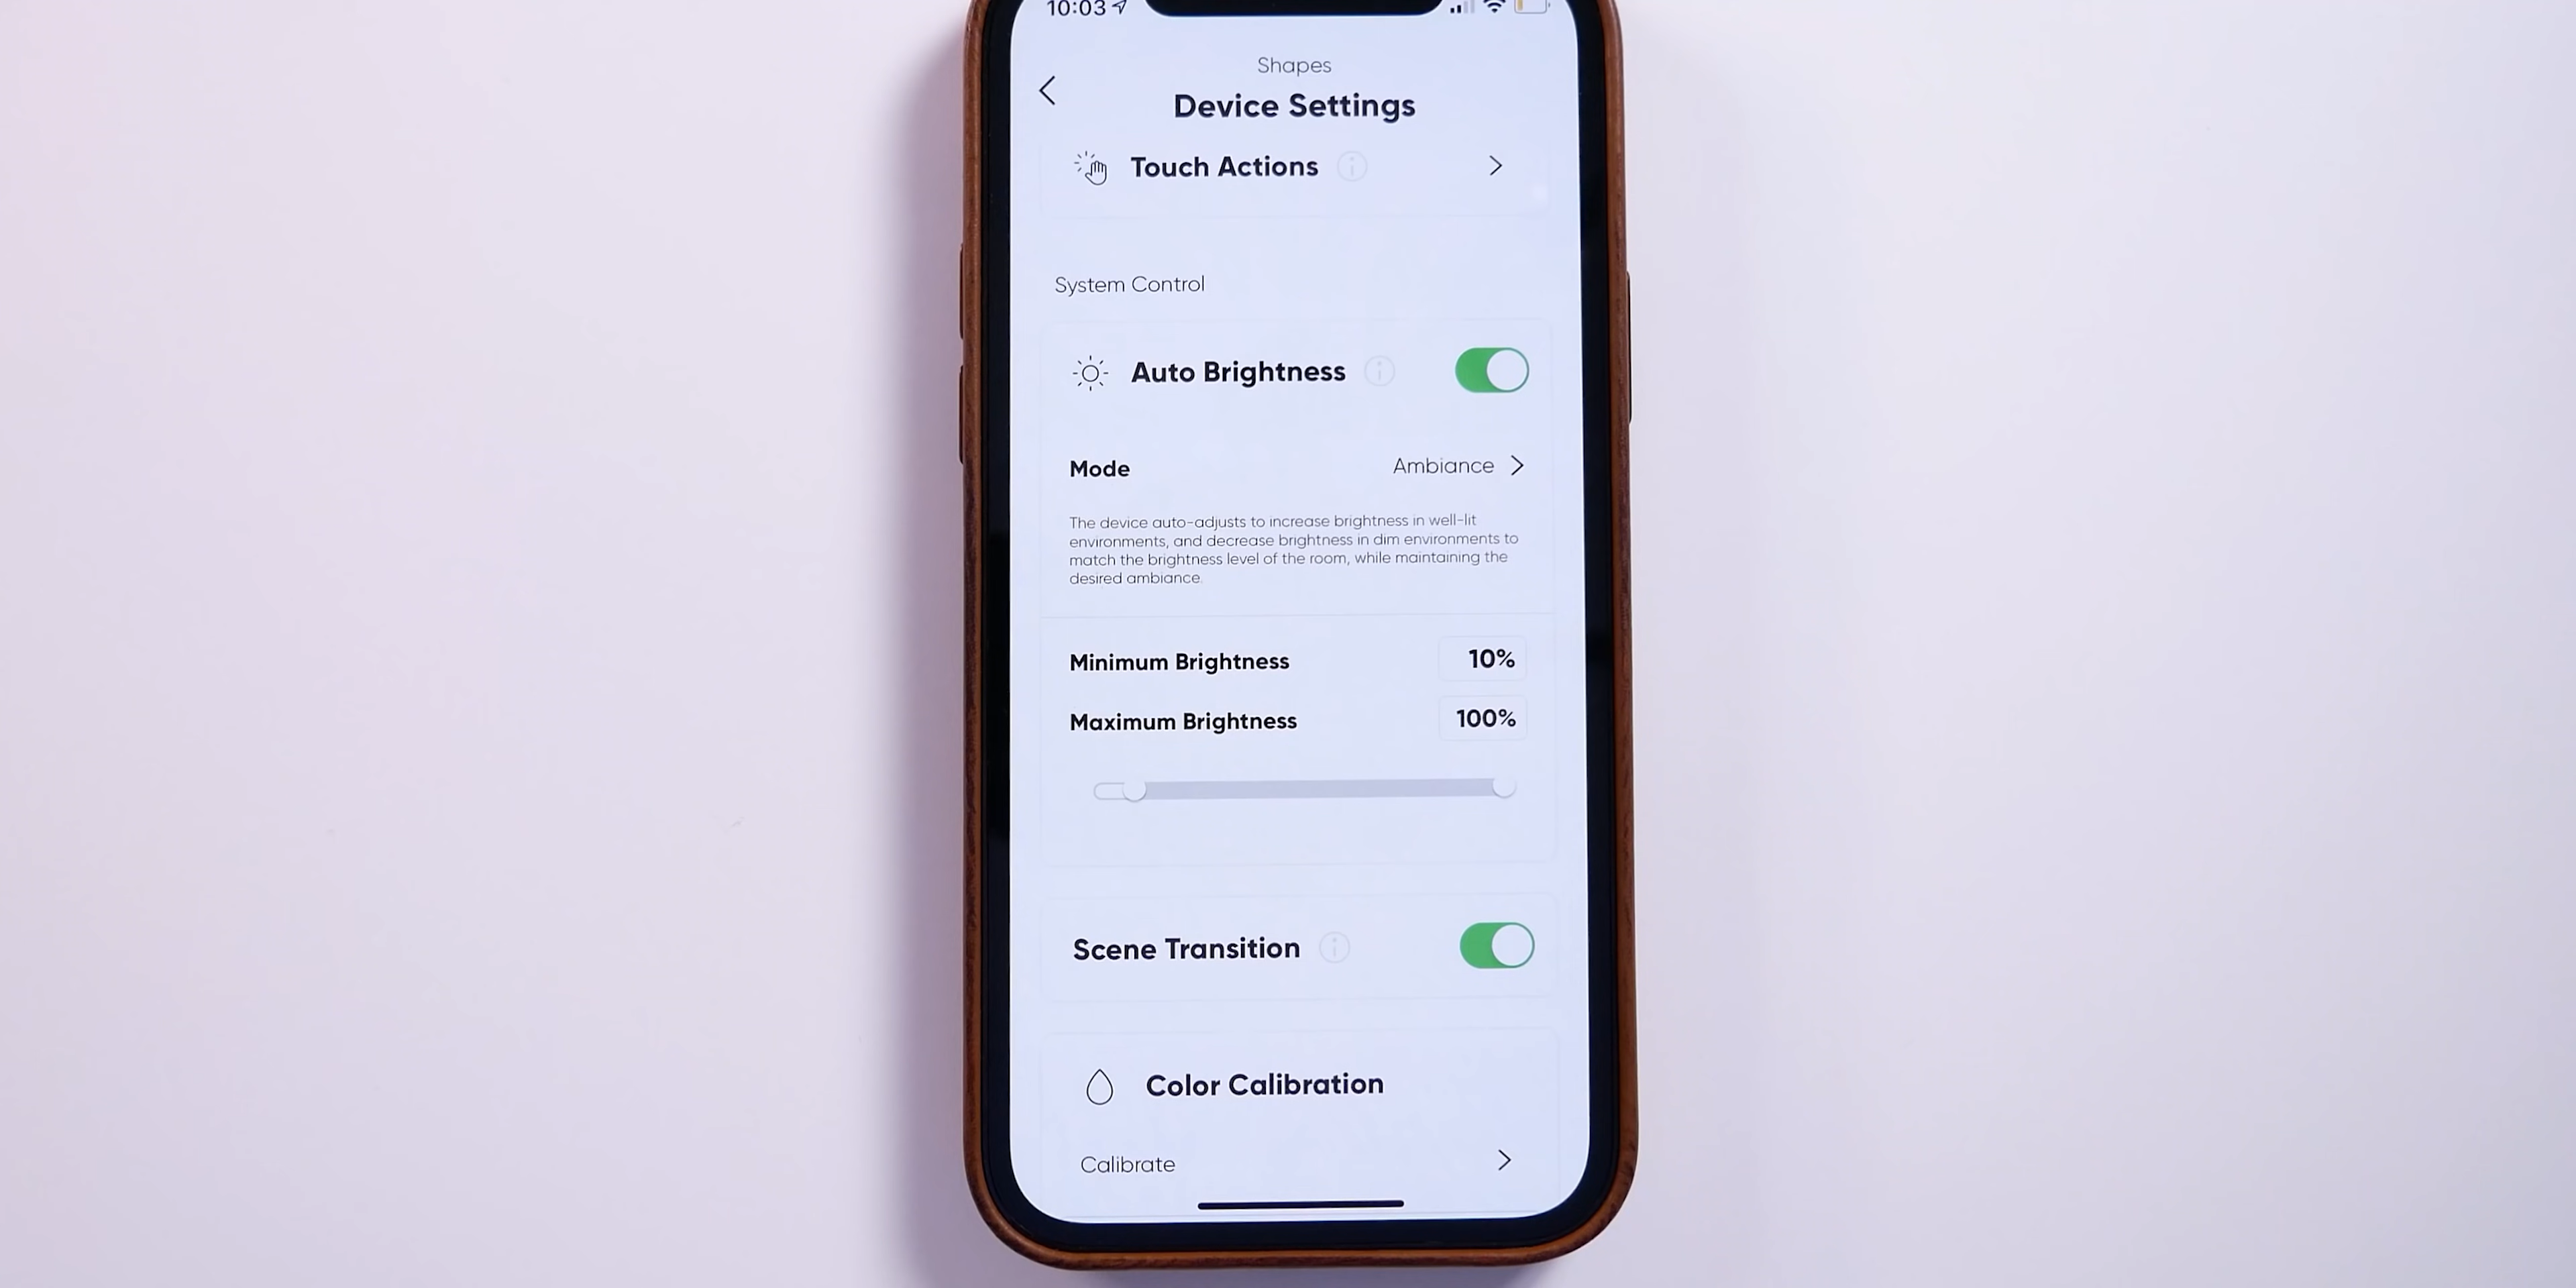 10:03
Shapes
Device Settings
Touch Actions
System Control
Auto Brightness
Mode
Ambiance
The device auto-adjusts to increase brightness in well-lit
environments, and decrease brightness in dim environments to
match the brightness level of the room, while maintaining the
desired ambiance.
Minimum Brightness
10%
Maximum Brightness
100%
Scene Transition
Color Calibration
Calibrate